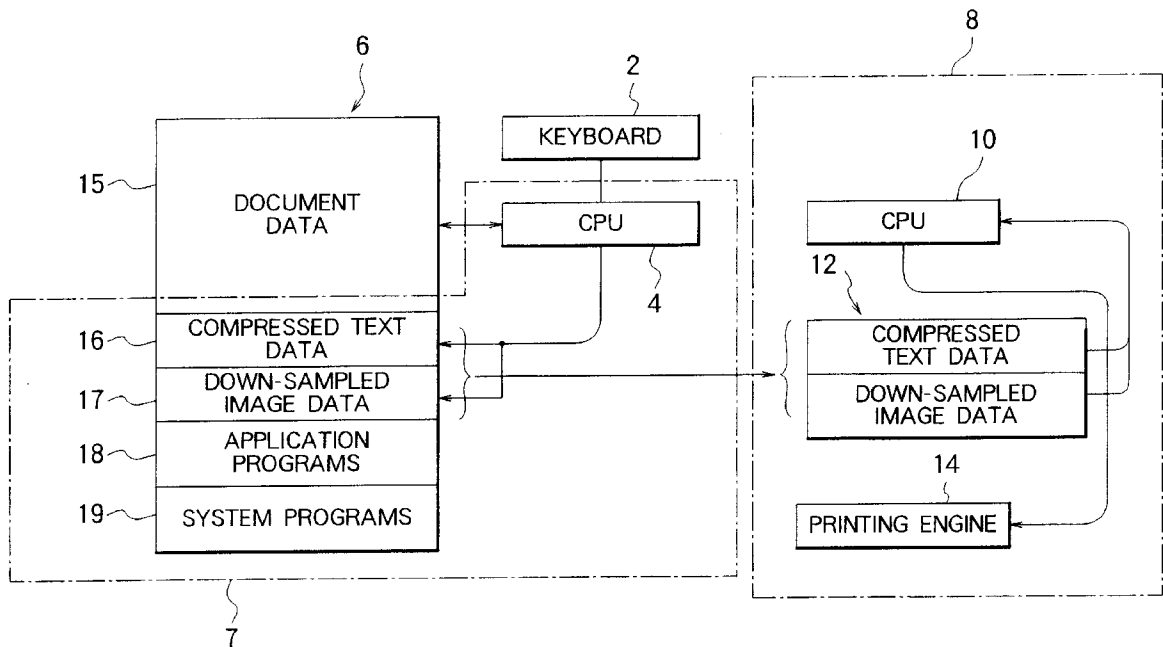 6
2
8
KEYBOARD
10
15
DOCUMENT
DATA
CPU
CPU
4
12
16
COMPRESSED TEXT
DATA
COMPRESSED
TEXT DATA
17
DOWN-SAMPLED
IMAGE DATA
DOWN-SAMPLED
IMAGE DATA
18
APPLICATION
PROGRAMS
14
19
SYSTEM PROGRAMS
PRINTING ENGINE
7